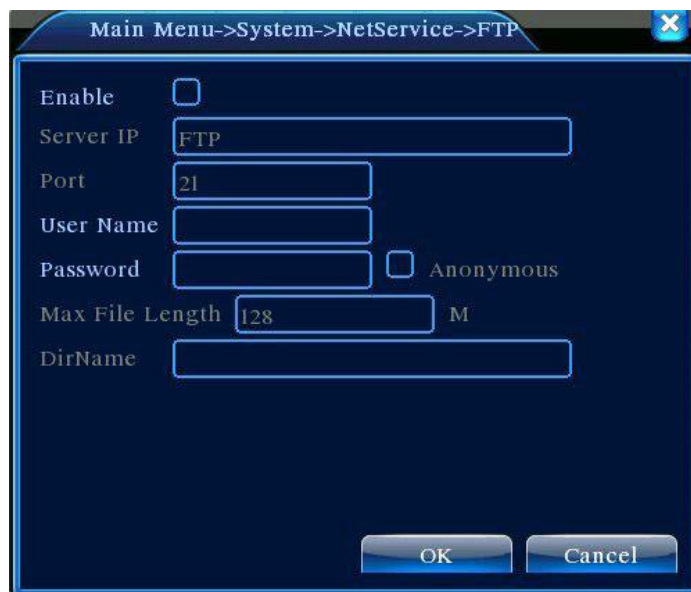 Main Menu->System->NetService->FTP
Enable
Server IP FTP
Port 21
User Name
Password Anonymous
Max File Length 128 M
DirName
OK Cancel